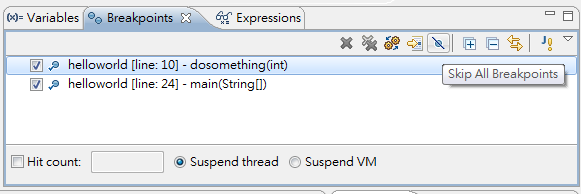 (x)= Variables Breakpoints Expressions
Skip All Breakpoints
helloworld [line: 10] - dosomething(int)
helloworld [line: 24] - main(String[])
Hit count: Suspend thread Suspend VM